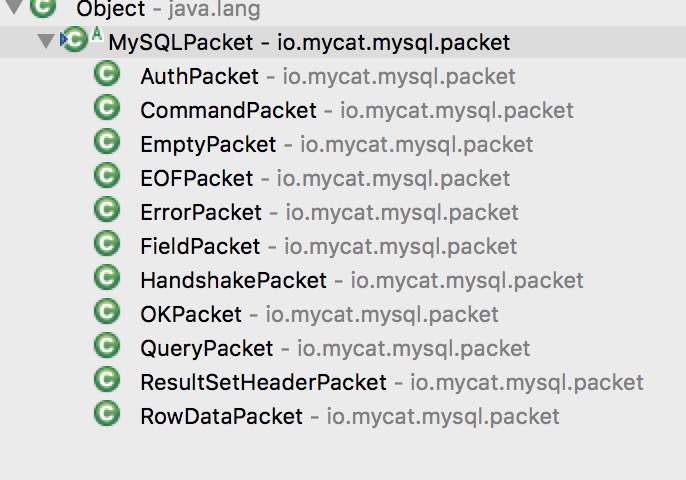 Object - java.lang
A MySQLPacket - io.mycat.mysql.packet
C AuthPacket - io.mycat.mysql.packet
C CommandPacket - io.mycat.mysql.packet
C EmptyPacket - io.mycat.mysql.packet
C EOFPacket - io.mycat.mysql.packet
C ErrorPacket - io.mycat.mysql.packet
C FieldPacket - io.mycat.mysql.packet
C HandshakePacket - io.mycat.mysql.packet
C OKPacket - io.mycat.mysql.packet
C QueryPacket - io.mycat.mysql.packet
C ResultSetHeaderPacket - io.mycat.mysql.packet
C RowDataPacket - io.mycat.mysql.packet